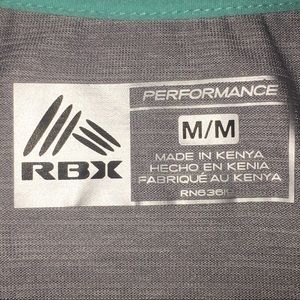 RBX
PERFORMANCE
M/M
MADE IN KENYA
HECHO EN KENIA
FABRIQUÉ AU KENYA